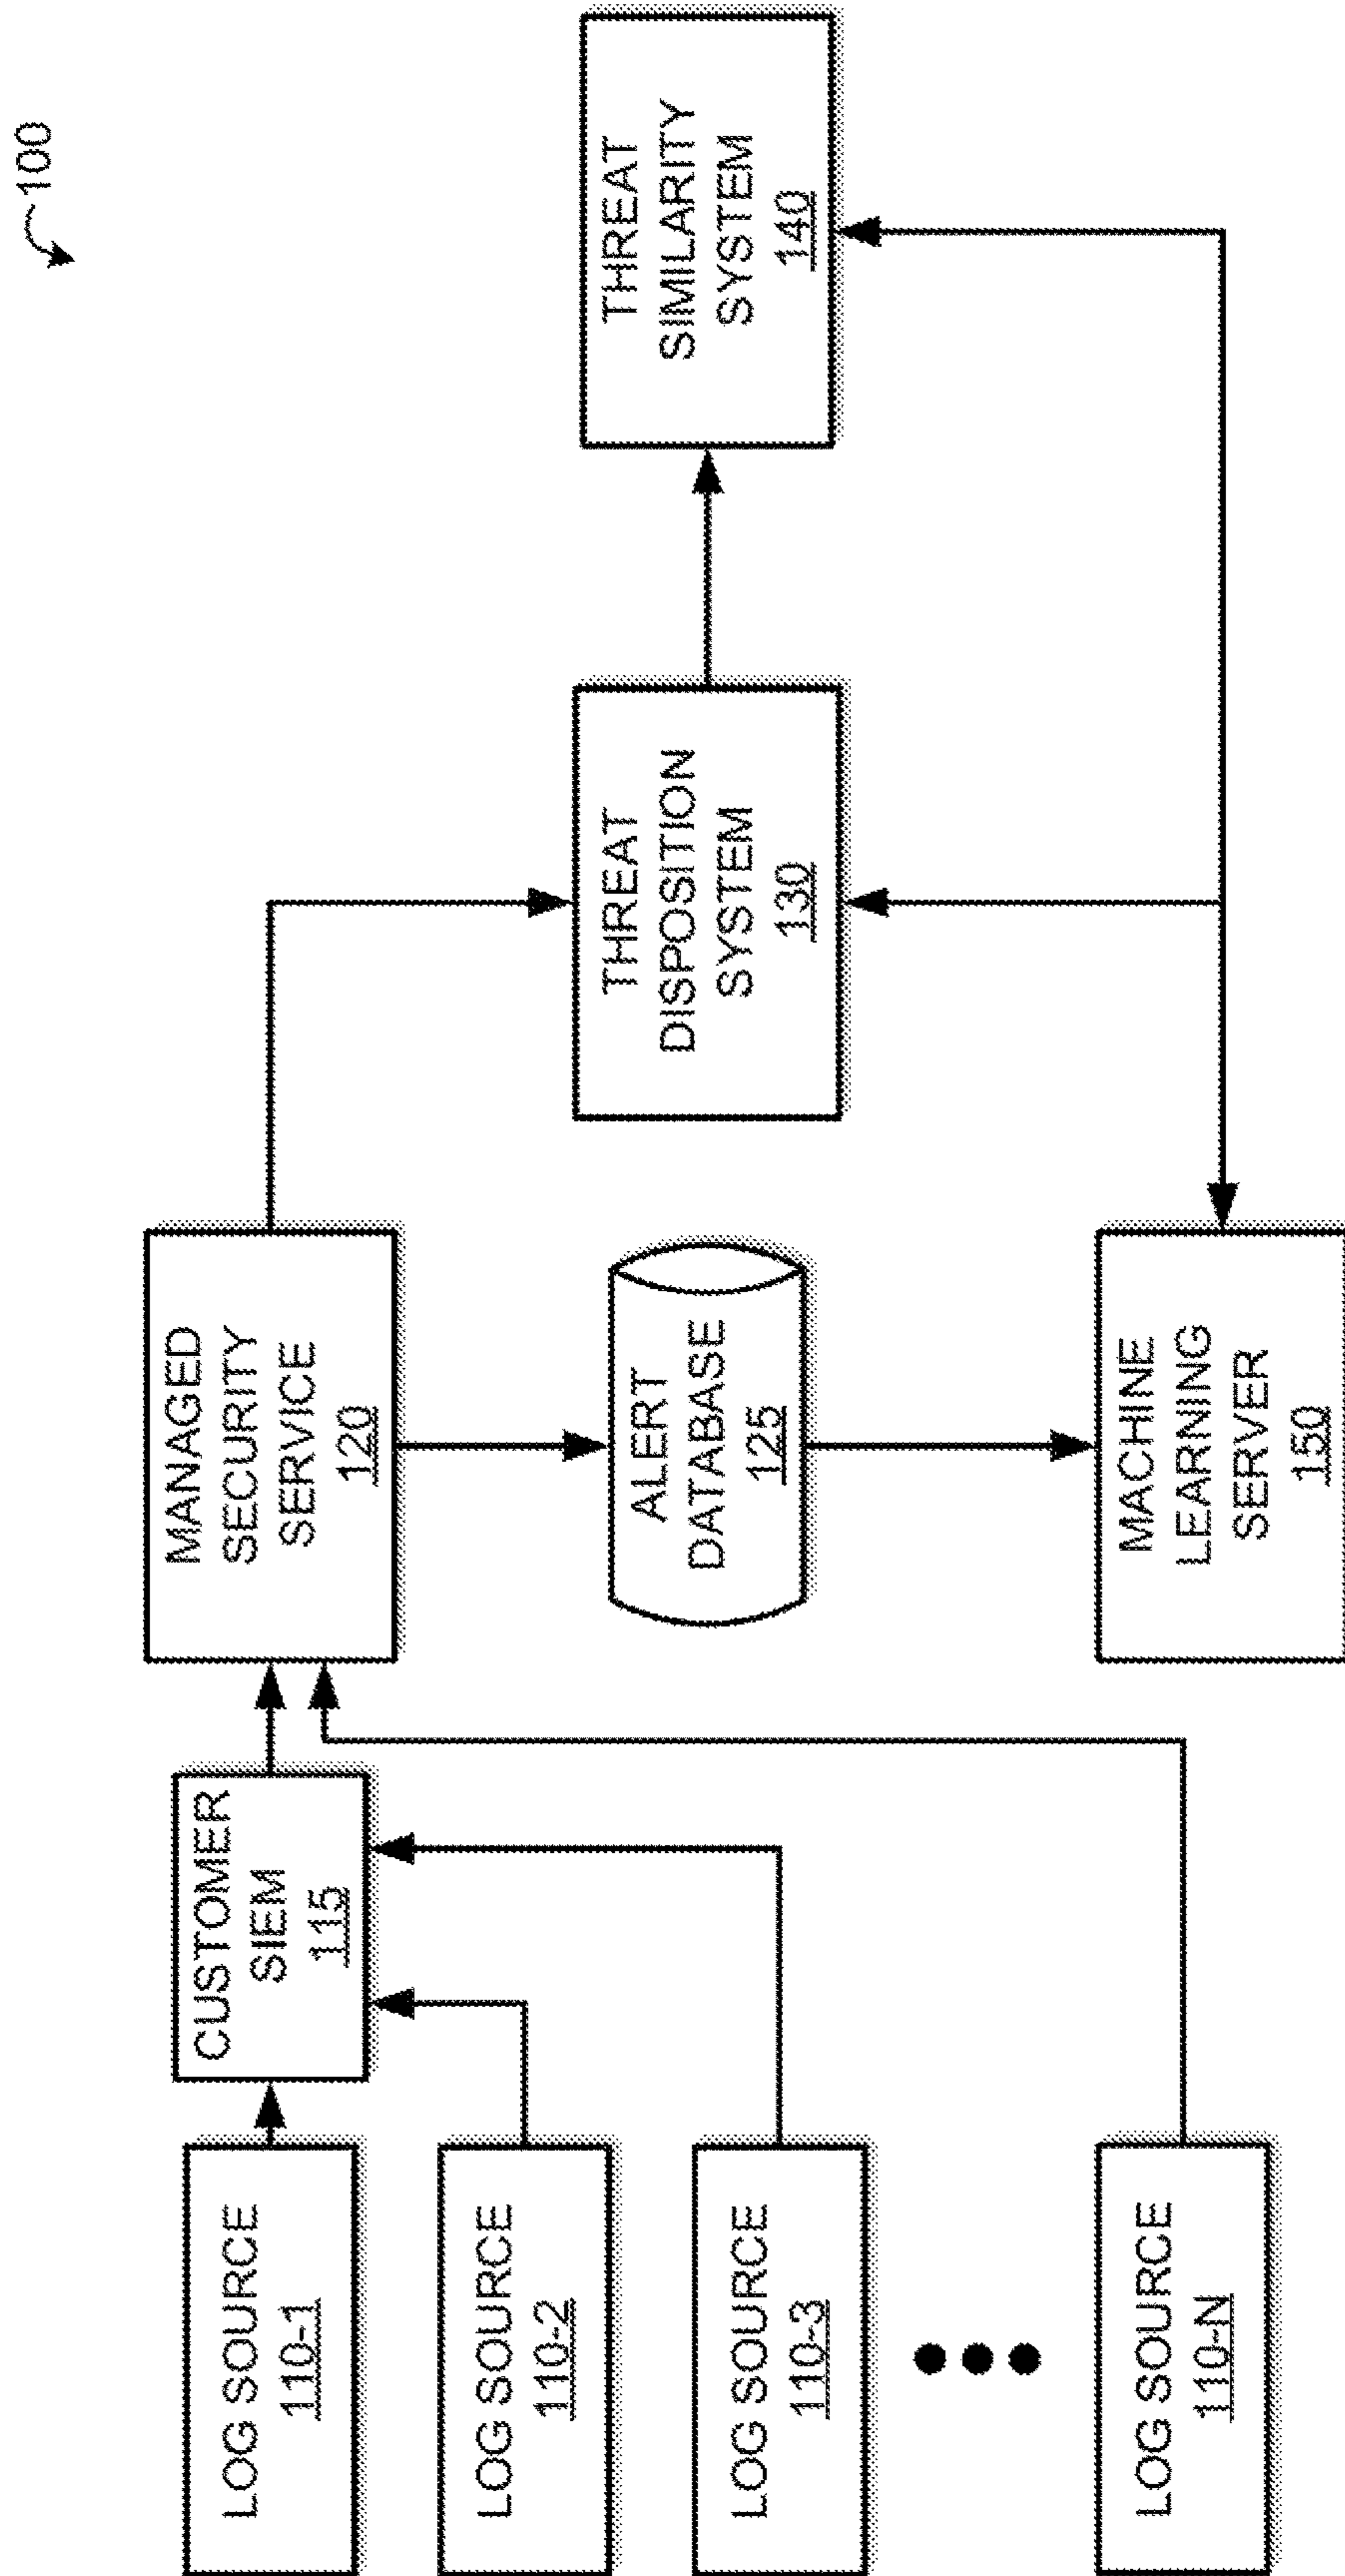 100
LOG SOURCE
110-1
LOG SOURCE
110-2
LOG SOURCE
110-3
LOG SOURCE
110-N
CUSTOMER
SIEM
115
MANAGED
SECURITY
SERVICE
120
ALERT
DATABASE
125
MACHINE
LEARNING
SERVER
150
THREAT
DISPOSITION
SYSTEM
130
THREAT
SIMILARITY
SYSTEM
140